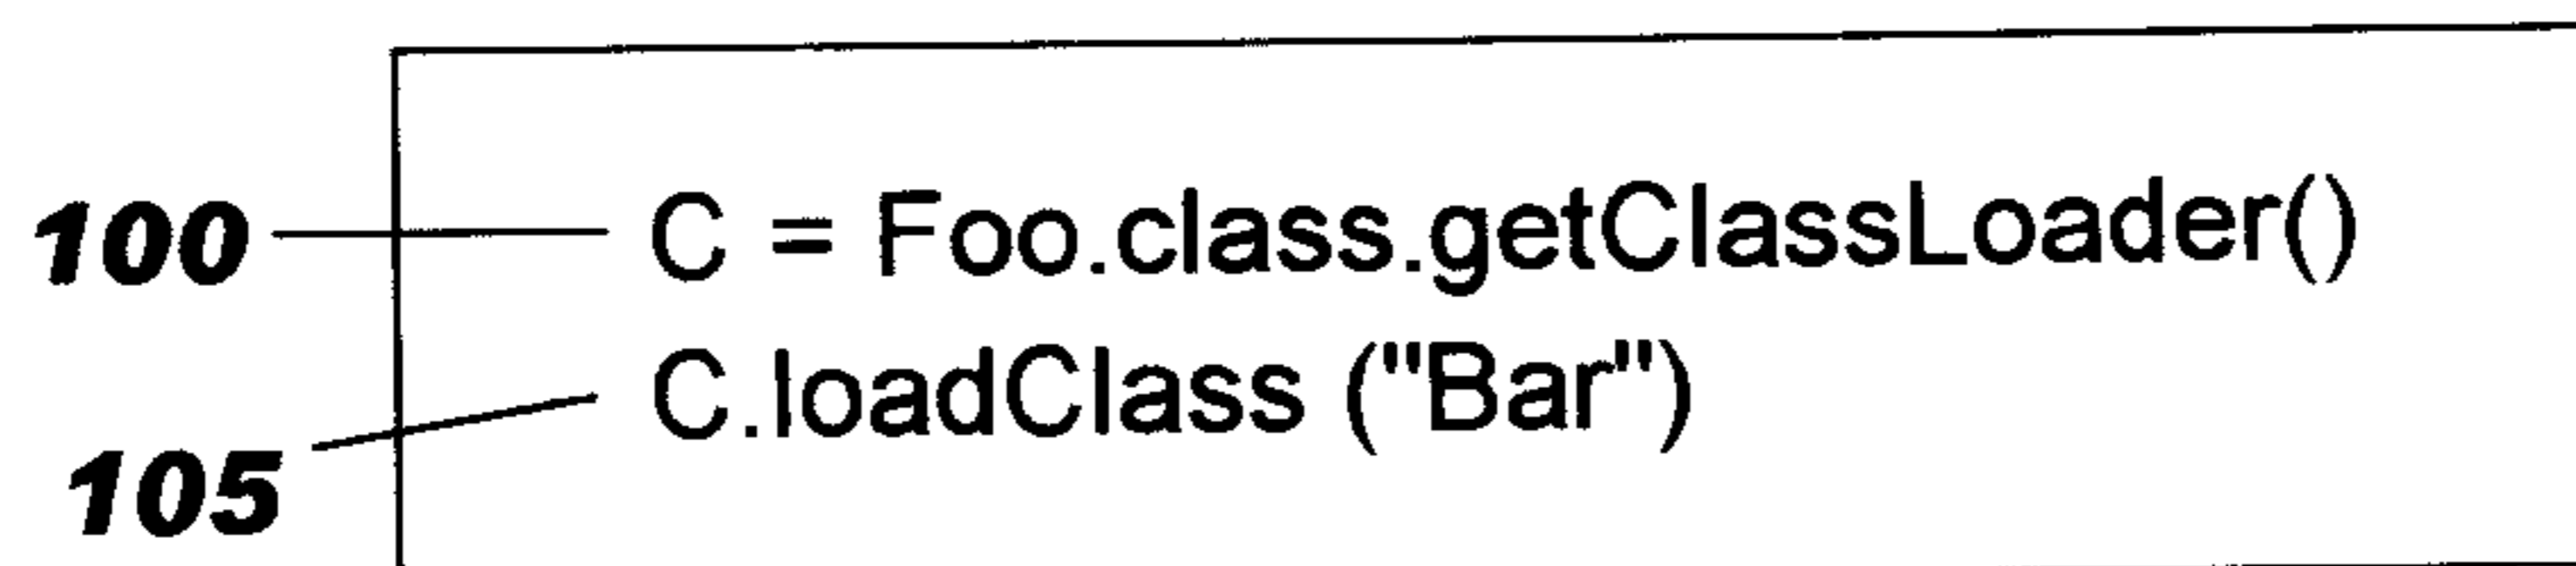 100 C = Foo.class.getClassLoader()
C.loadClass ("Bar")
105